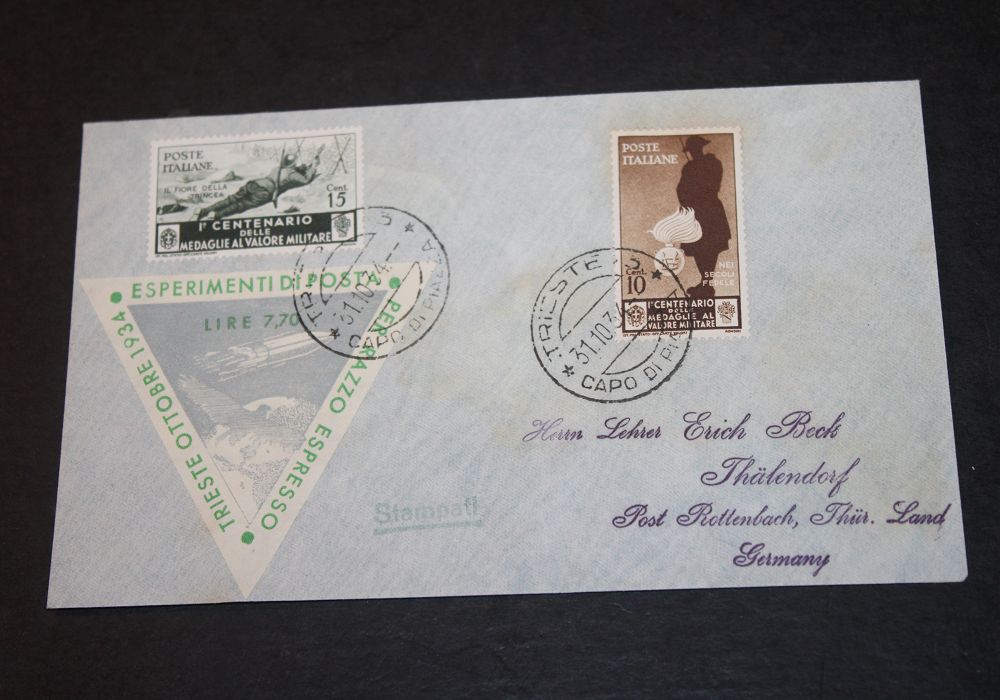 POSTE
ITALIANE
IL FIORE DELLA
TRINCEA
Cent.
15
I° CENTENARIO
DELLE
MEDAGLIE AL VALORE MILITARE
POSTE
ITALIANE
NEI
SECOLI
FEDELE
Cent.
10
I° CENTENARIO
DELLE
MEDAGLIE AL
VALORE MILITARE
TRIESTE 5
31.10.34.
CAPO DI PIAZZA
TRIESTE 5
31.10.34
CAPO DI
ESPERIMENTI DI POSTA
PER RAZZO ESPRESSO
TRIESTE OTTOBRE 1934
LIRE 7,70
Stampati
Herrn Lehrer Erich Beck
Thälendorf
Post Rottenbach, Thür. Land
Germany